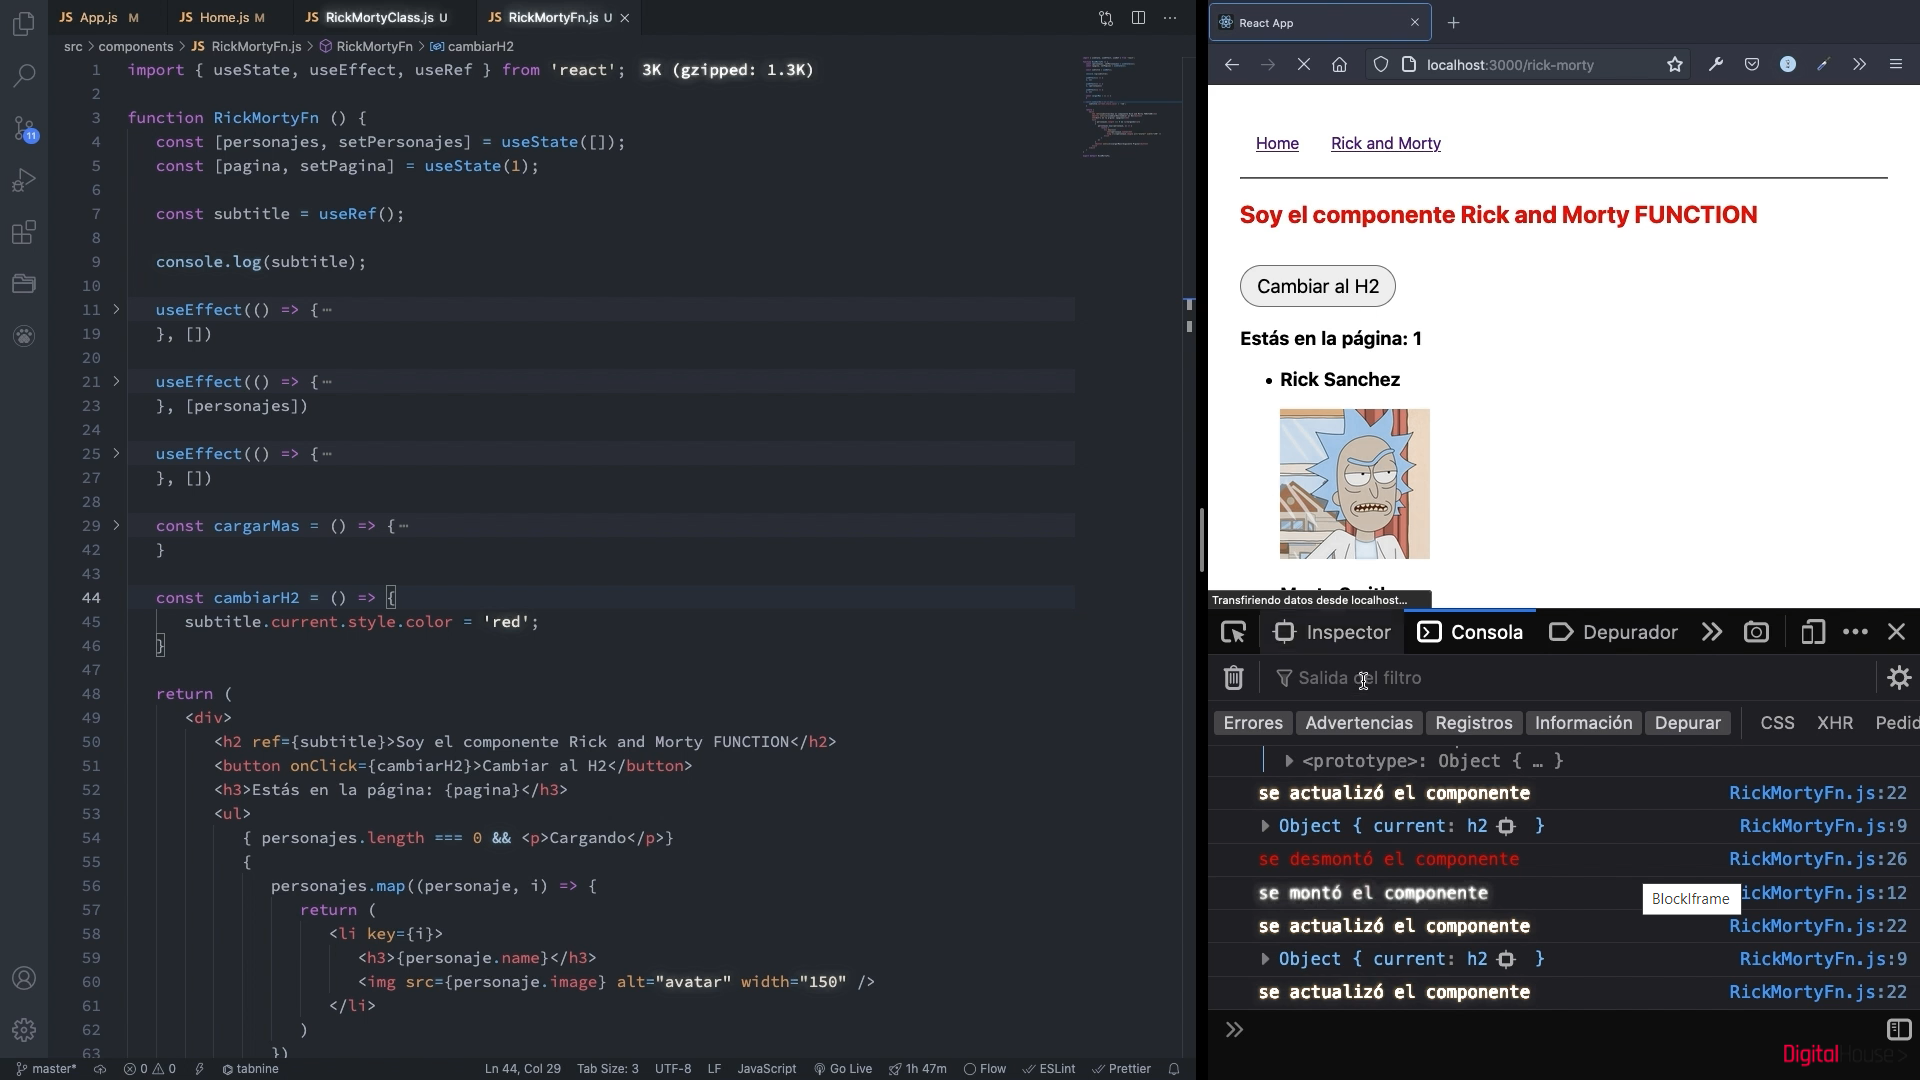 JS App.js M JS Home.js M JS RickMortyClass.js U JS RickMortyFn.js U
src > components > JS RickMortyFn.js > RickMortyFn > cambiarH2
1 import { useState, useEffect, useRef } from 'react'; 3K (gzipped: 1.3K)
2
3 function RickMortyFn () {
4 const [personajes, setPersonajes] = useState([]);
5 const [pagina, setPagina] = useState(1);
6
7 const subtitle = useRef();
8
9 console.log(subtitle);
10
11 useEffect(() => {⋯
19 }, [])
20
21 useEffect(() => {⋯
23 }, [personajes])
24
25 useEffect(() => {⋯
27 }, [])
28
29 const cargarMas = () => {⋯
42 }
43
44 const cambiarH2 = () => {
45 subtitle.current.style.color = 'red';
46 }
47
48 return (
49 <div>
50 <h2 ref={subtitle}>Soy el componente Rick and Morty FUNCTION</h2>
51 <button onClick={cambiarH2}>Cambiar al H2</button>
52 <h3>Estás en la página: {pagina}</h3>
53 <ul>
54 { personajes.length === 0 && <p>Cargando</p>}
55 {
56 personajes.map((personaje, i) => {
57 return (
58 <li key={i}>
59 <h3>{personaje.name}</h3>
60 <img src={personaje.image} alt="avatar" width="150" />
61 </li>
62 )
63 })
11
master* 0 0 tabnine Ln 44, Col 29 Tab Size: 3 UTF-8 LF JavaScript Go Live 1h 47m Flow ESLint Prettier
React App
localhost:3000/rick-morty
Home Rick and Morty
Soy el componente Rick and Morty FUNCTION
Cambiar al H2
Estás en la página: 1
• Rick Sanchez
Transfiriendo datos desde localhost...
Inspector Consola Depurador
Salida del filtro
Errores Advertencias Registros Información Depurar CSS XHR Pedid
<prototype>: Object { … }
se actualizó el componente RickMortyFn.js:22
Object { current: h2 } RickMortyFn.js:9
se desmontó el componente RickMortyFn.js:26
se montó el componente BlockIframe ickMortyFn.js:12
se actualizó el componente RickMortyFn.js:22
Object { current: h2 } RickMortyFn.js:9
se actualizó el componente RickMortyFn.js:22
DigitalHouse>